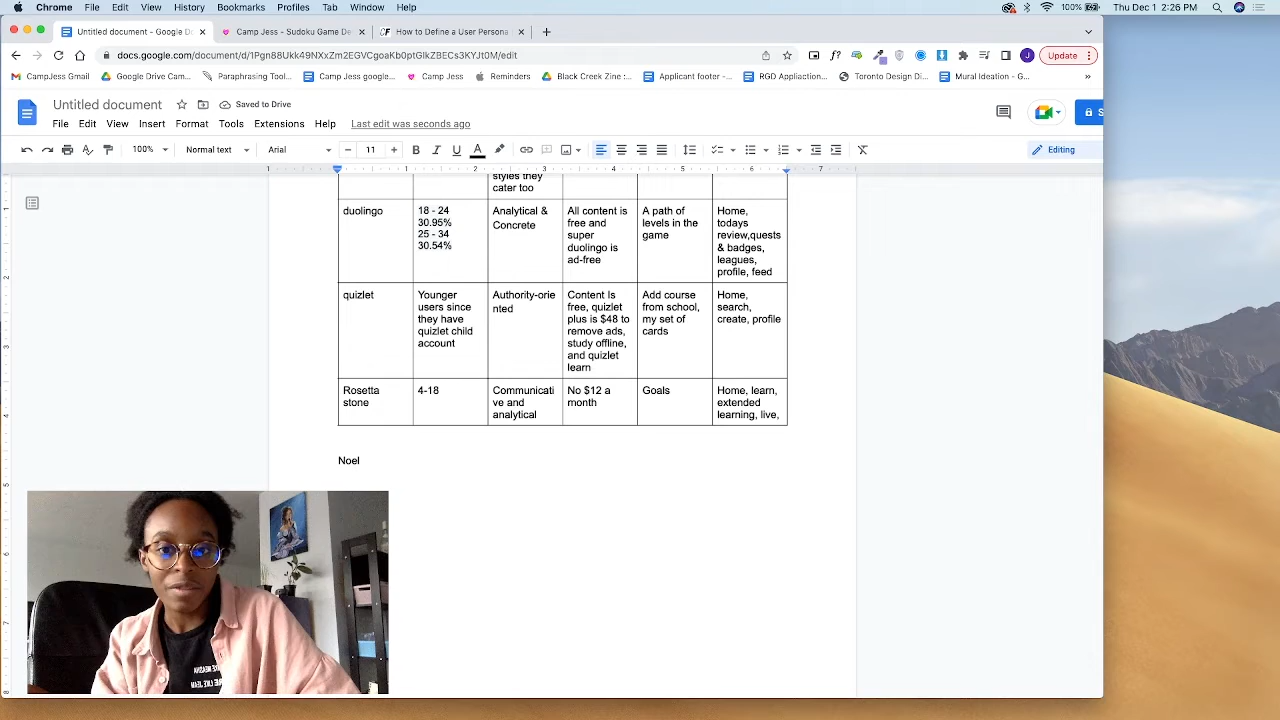 Chrome File Edit View History Bookmarks Profiles Tab Window Help 100% Thu Dec 1 2:26 PM
Untitled document - Google Do Camp Jess - Sudoku Game De How to Define a User Persona
docs.google.com/document/d/1Pgn88Ukk49NXxZm2EGVCqoaKh0ptGlkZBECs3KYJt0M/edit
Update
CampJess Gmail Google Drive Cam... Paraphrasing Tool... Camp Jess google... Camp Jess Reminders Black Creek Zine :... Applicant footer -... RGD Application... Toronto Design Di... Mural Ideation - G...
Untitled document Saved to Drive
File Edit View Insert Format Tools Extensions Help Last edit was seconds ago
100% Normal text Arial 11 Editing
styles they
cater too
duolingo
18 - 24
30.95%
25 - 34
30.54%
Analytical &
Concrete
All content is
free and
super
duolingo is
ad-free
A path of
levels in the
game
Home,
todays
review,quests
& badges,
leagues,
profile, feed
quizlet
Younger
users since
they have
quizlet child
account
Authority-orie
nted
Content Is
free, quizlet
plus is $48 to
remove ads,
study offline,
and quizlet
learn
Add course
from school,
my set of
cards
Home,
search,
create, profile
Rosetta
stone
4-18
Communicati
ve and
analytical
No $12 a
month
Goals
Home, learn,
extended
learning, live,
Noel